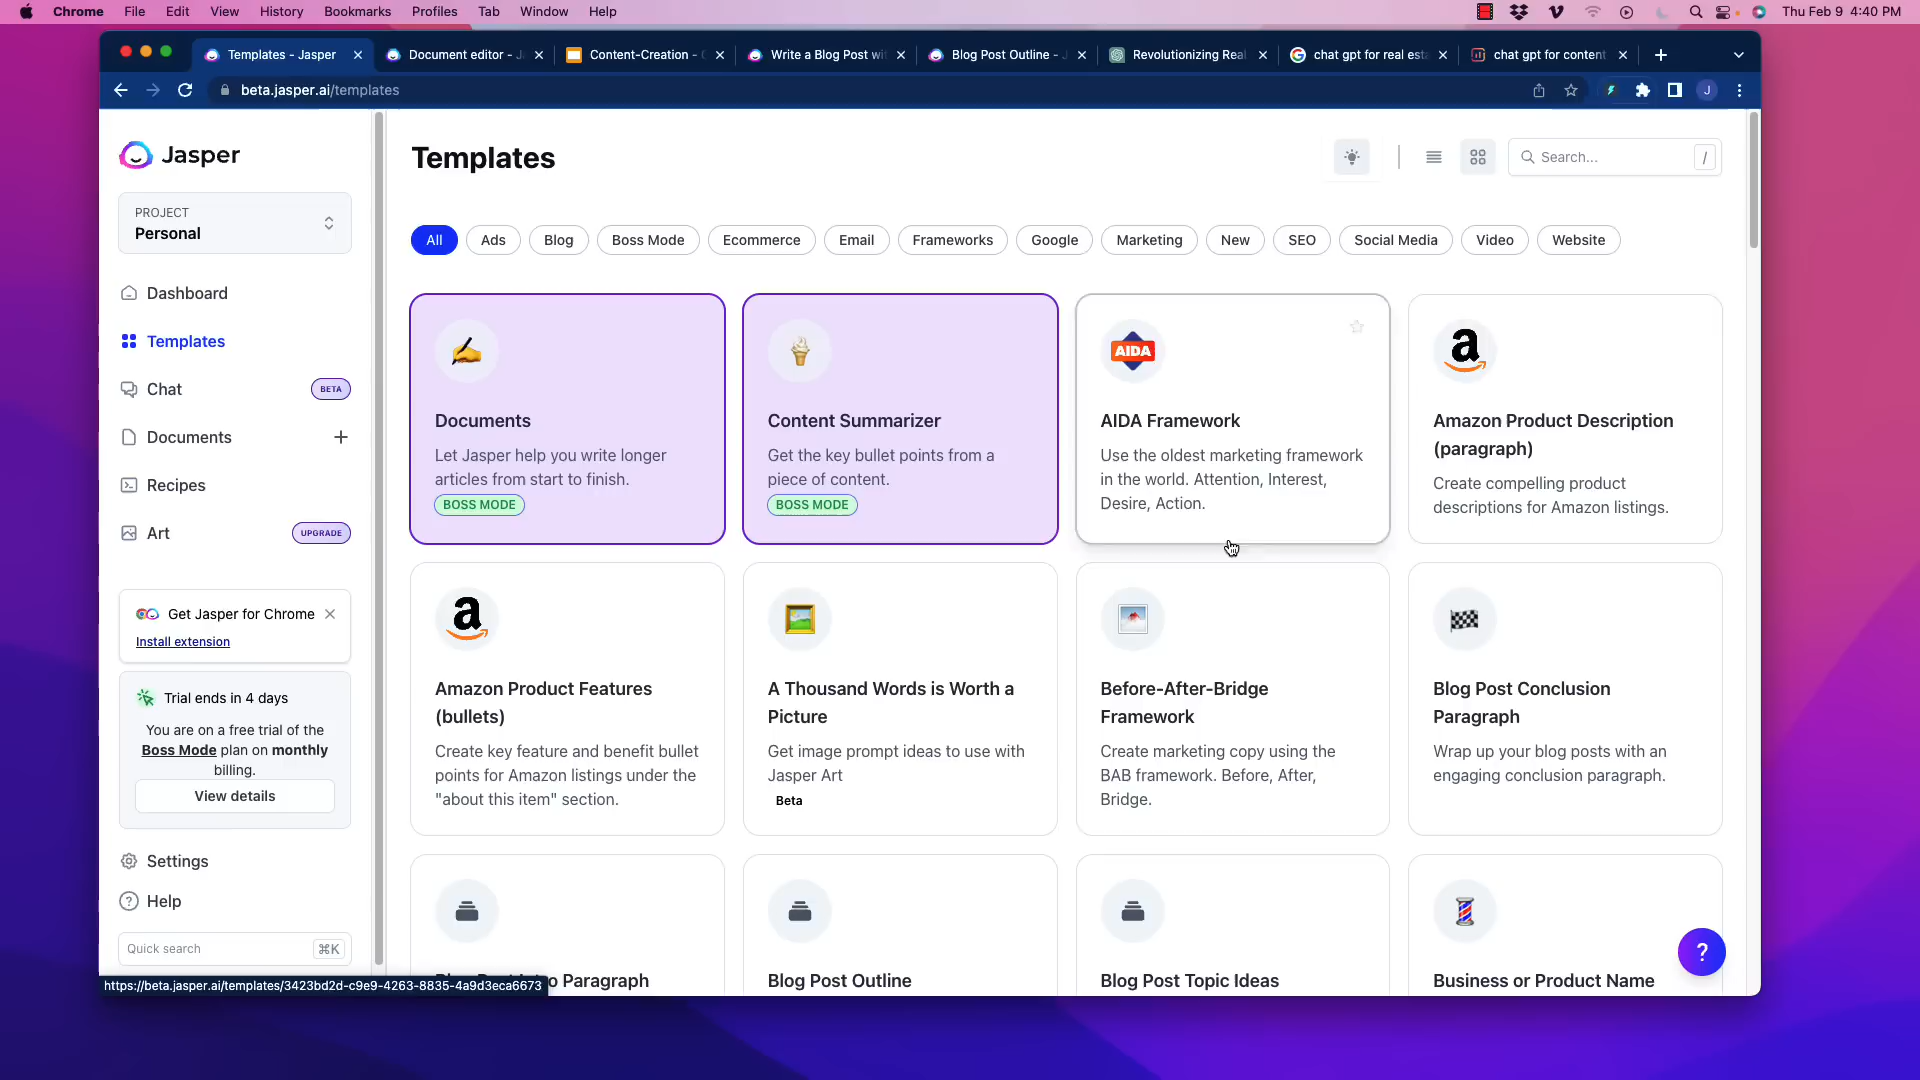 Chrome File Edit View History Bookmarks Profiles Tab Window Help Thu Feb 9 4:40 PM
Templates - Jasper Document editor - J Content-Creation - Write a Blog Post wit Blog Post Outline - J Revolutionizing Real chat gpt for real esta chat gpt for content
beta.jasper.ai/templates J
Jasper
PROJECT
Personal
Dashboard
Templates
Chat BETA
Documents +
Recipes
Art UPGRADE
Get Jasper for Chrome
Install extension
Trial ends in 4 days
You are on a free trial of the
Boss Mode plan on monthly
billing.
View details
Settings
? Help
Quick search ⌘K
https://beta.jasper.ai/templates/3423bd2d-c9e9-4263-8835-4a9d3eca6673
Templates
Search... /
All Ads Blog Boss Mode Ecommerce Email Frameworks Google Marketing New SEO Social Media Video Website
Documents
Let Jasper help you write longer
articles from start to finish.
BOSS MODE
Content Summarizer
Get the key bullet points from a
piece of content.
BOSS MODE
AIDA
AIDA Framework
Use the oldest marketing framework
in the world. Attention, Interest,
Desire, Action.
a
Amazon Product Description
(paragraph)
Create compelling product
descriptions for Amazon listings.
a
Amazon Product Features
(bullets)
Create key feature and benefit bullet
points for Amazon listings under the
"about this item" section.
A Thousand Words is Worth a
Picture
Get image prompt ideas to use with
Jasper Art
Beta
Before-After-Bridge
Framework
Create marketing copy using the
BAB framework. Before, After,
Bridge.
Blog Post Conclusion
Paragraph
Wrap up your blog posts with an
engaging conclusion paragraph.
Paragraph
Blog Post Outline
Blog Post Topic Ideas
Business or Product Name
?